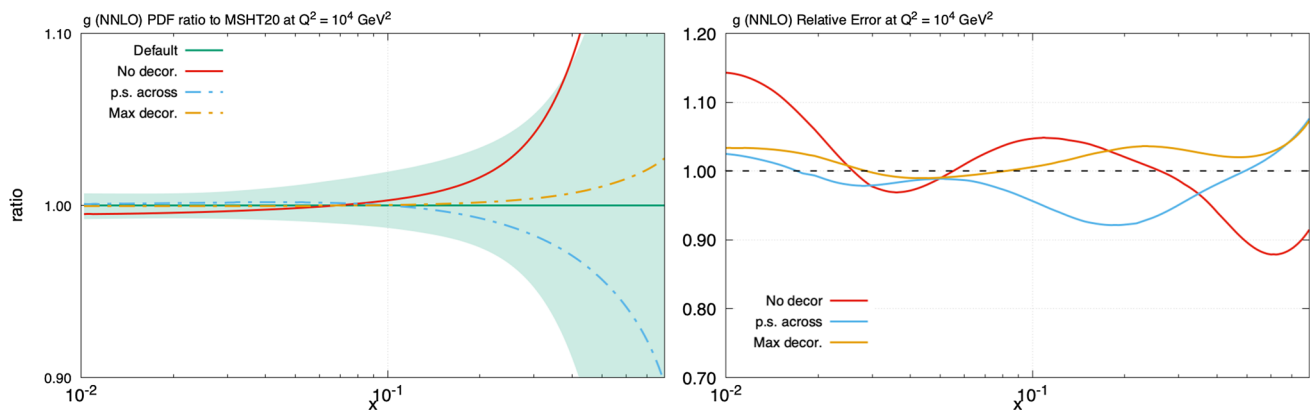 g (NNLO) PDF ratio to MSHT20 at Q² = 10⁴ GeV²
1.10
Default
No decor.
p.s. across
Max decor.
ratio
1.00
0.90
10⁻²
x
10⁻¹
g (NNLO) Relative Error at Q² = 10⁴ GeV²
1.20
1.10
1.00
0.90
0.80
0.70
No decor
p.s. across
Max decor.
10⁻²
x
10⁻¹